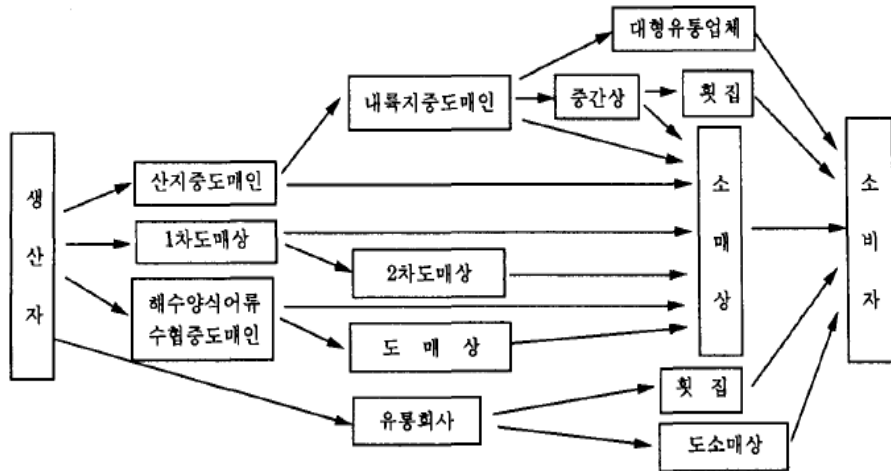 대형유통업체
내륙지중도매인
중간상
횟집
생산자
산지중도매인
소매상
소비자
1차도매상
2차도매상
해수양식어류
수협중도매인
도매상
횟집
유통회사
도소매상